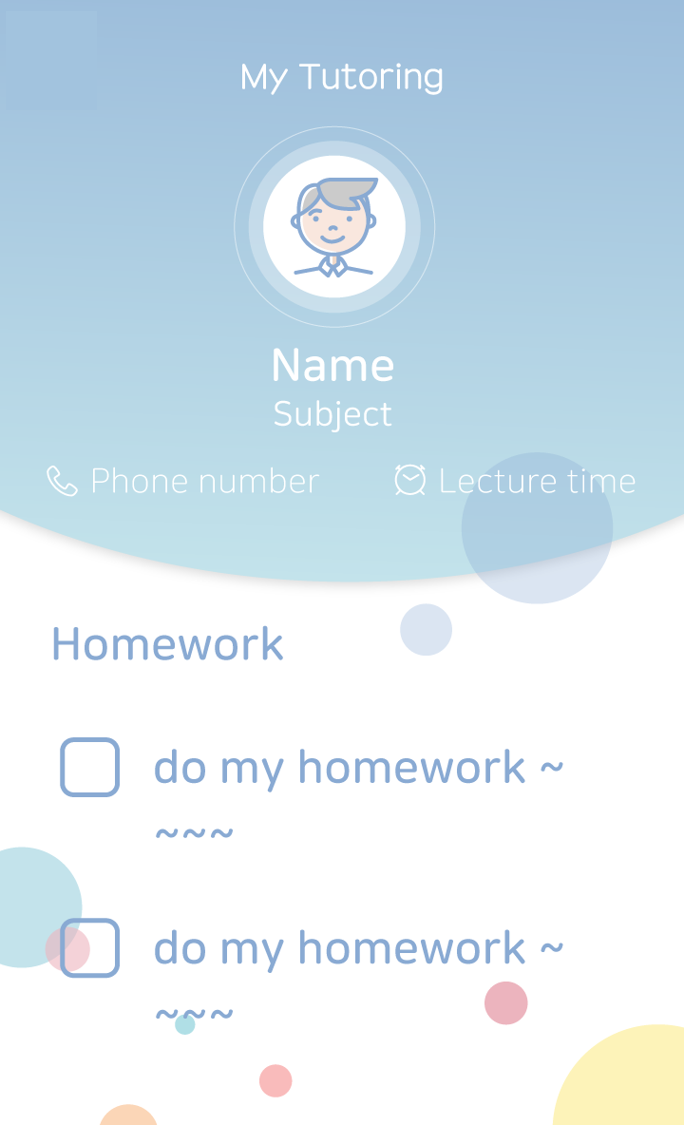 My Tutoring
Name
Subject
Phone number
Lecture time
Homework
do my homework ~
~~~
do my homework ~
~~~